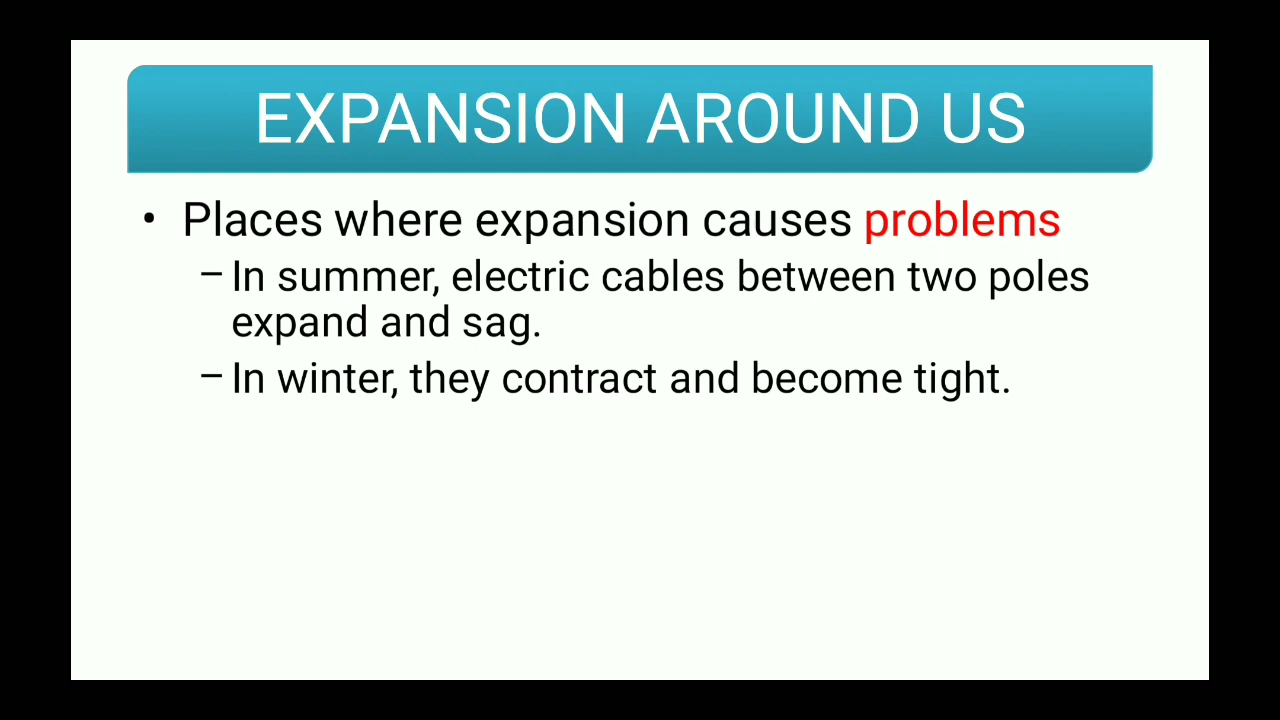 EXPANSION AROUND US
• Places where expansion causes problems
– In summer, electric cables between two poles
expand and sag.
– In winter, they contract and become tight.